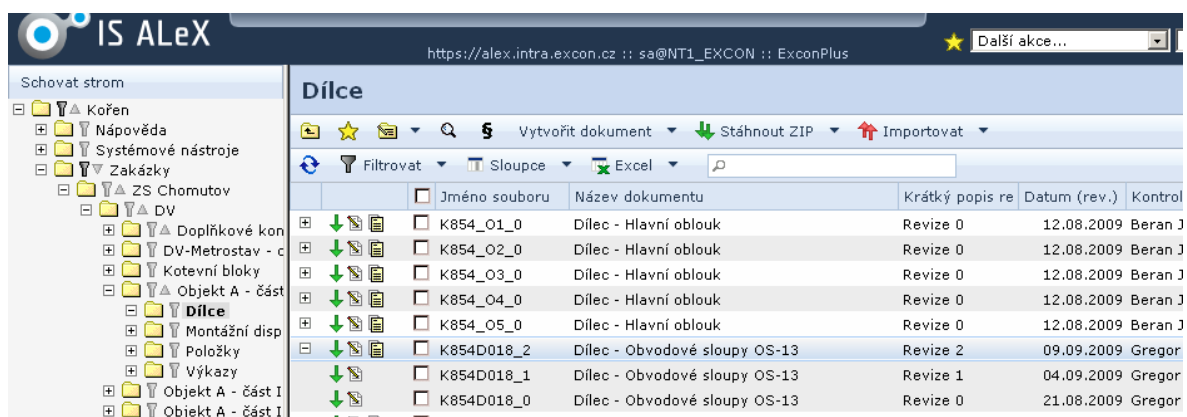 IS ALeX
https://alex.intra.excon.cz :: sa@NT1_EXCON :: ExconPlus
Další akce...
Schovat strom
Kořen
Nápověda
Systémové nástroje
Zakázky
ZS Chomutov
DV
Doplňkové kon
DV-Metrostav - c
Kotevní bloky
Objekt A - část
Dílce
Montážní disp
Položky
Výkazy
Objekt A - část I
Objekt A - část I
Dílce
§ Vytvořit dokument Stáhnout ZIP Importovat
Filtrovat Sloupce Excel
Jméno souboru Název dokumentu Krátký popis re Datum (rev.) Kontrol
K854_O1_0 Dílec - Hlavní oblouk Revize 0 12.08.2009 Beran J
K854_O2_0 Dílec - Hlavní oblouk Revize 0 12.08.2009 Beran J
K854_O3_0 Dílec - Hlavní oblouk Revize 0 12.08.2009 Beran J
K854_O4_0 Dílec - Hlavní oblouk Revize 0 12.08.2009 Beran J
K854_O5_0 Dílec - Hlavní oblouk Revize 0 12.08.2009 Beran J
K854D018_2 Dílec - Obvodové sloupy OS-13 Revize 2 09.09.2009 Gregor
K854D018_1 Dílec - Obvodové sloupy OS-13 Revize 1 04.09.2009 Gregor
K854D018_0 Dílec - Obvodové sloupy OS-13 Revize 0 21.08.2009 Gregor